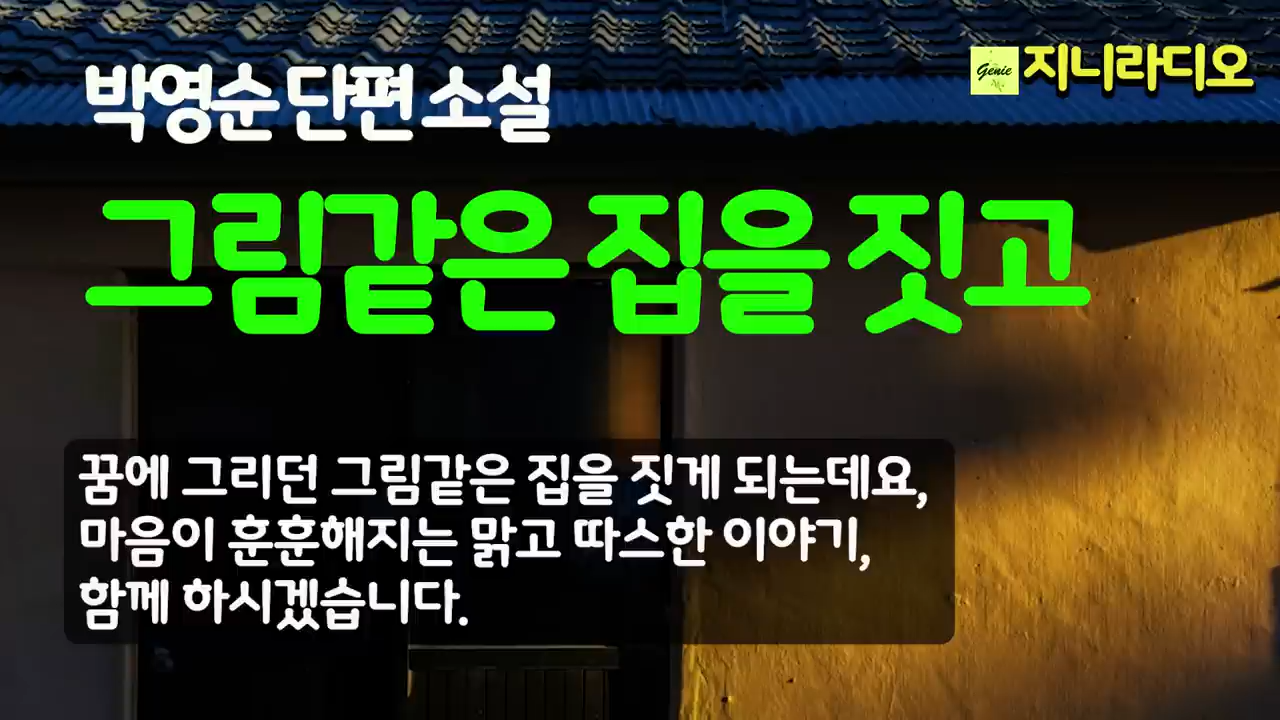 박영순 단편 소설
Genie
지니라디오
그림같은 집을 짓고
꿈에 그리던 그림같은 집을 짓게 되는데요,
마음이 훈훈해지는 맑고 따스한 이야기,
함께 하시겠습니다.